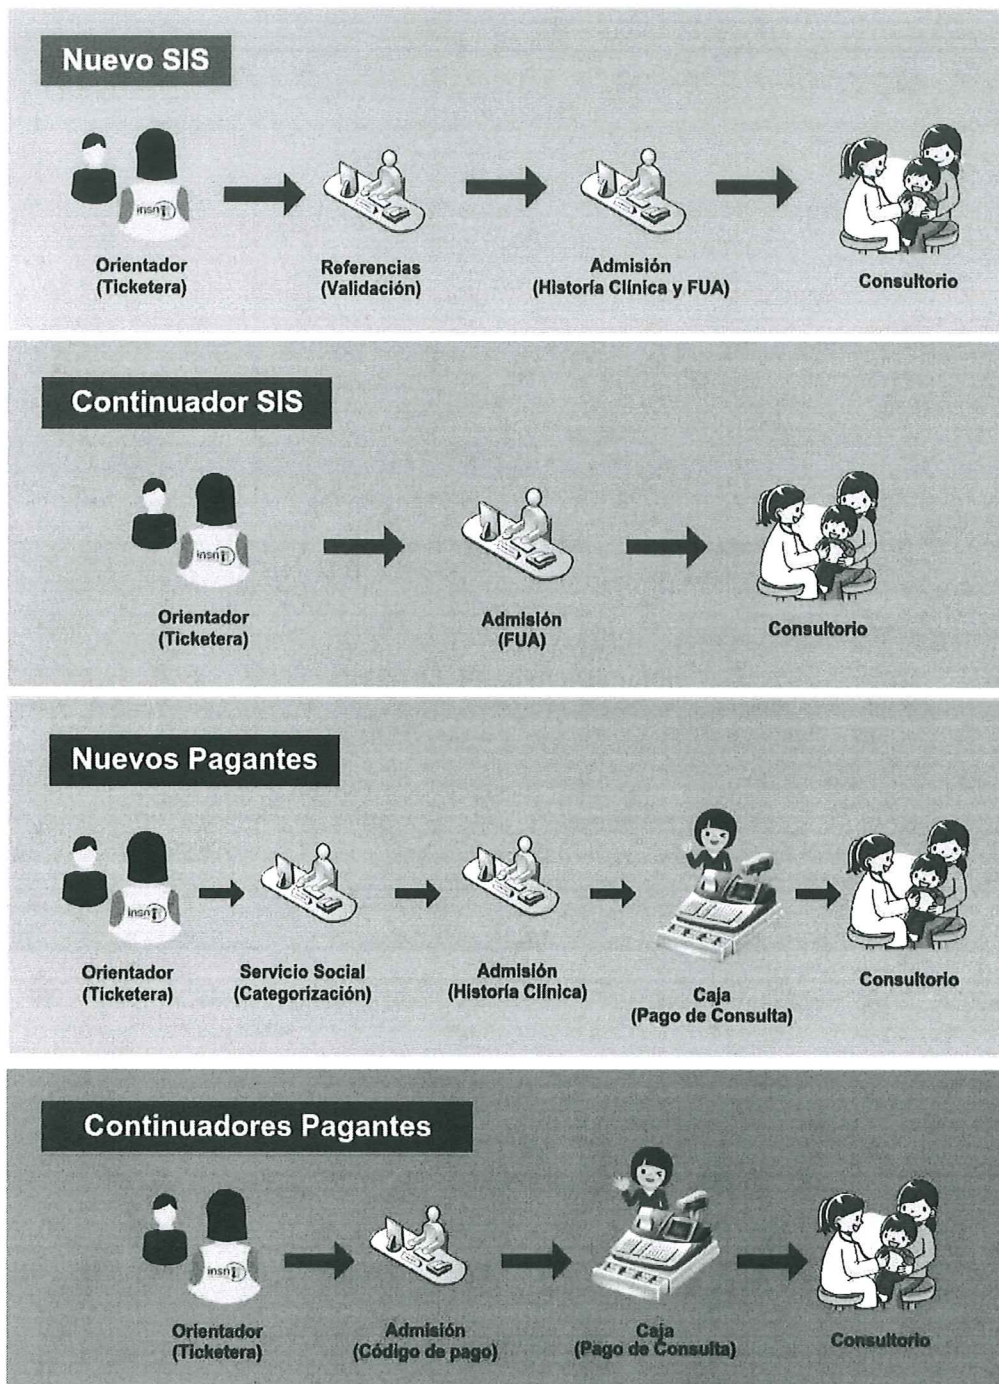 Nuevo SIS
insn
Orientador
(Ticketera)
Referencias
(Validación)
Admisión
(Historía Clínica y FUA)
Consultorio
Continuador SIS
insn
Orientador
(Ticketera)
Admisión
(FUA)
Consultorio
Nuevos Pagantes
insn
Orientador
(Ticketera)
Servicio Social
(Categorización)
Admisión
(Historía Clínica)
Caja
(Pago de Consulta)
Consultorio
Continuadores Pagantes
insn
Orientador
(Ticketera)
Admisión
(Código de pago)
Caja
(Pago de Consulta)
Consultorio